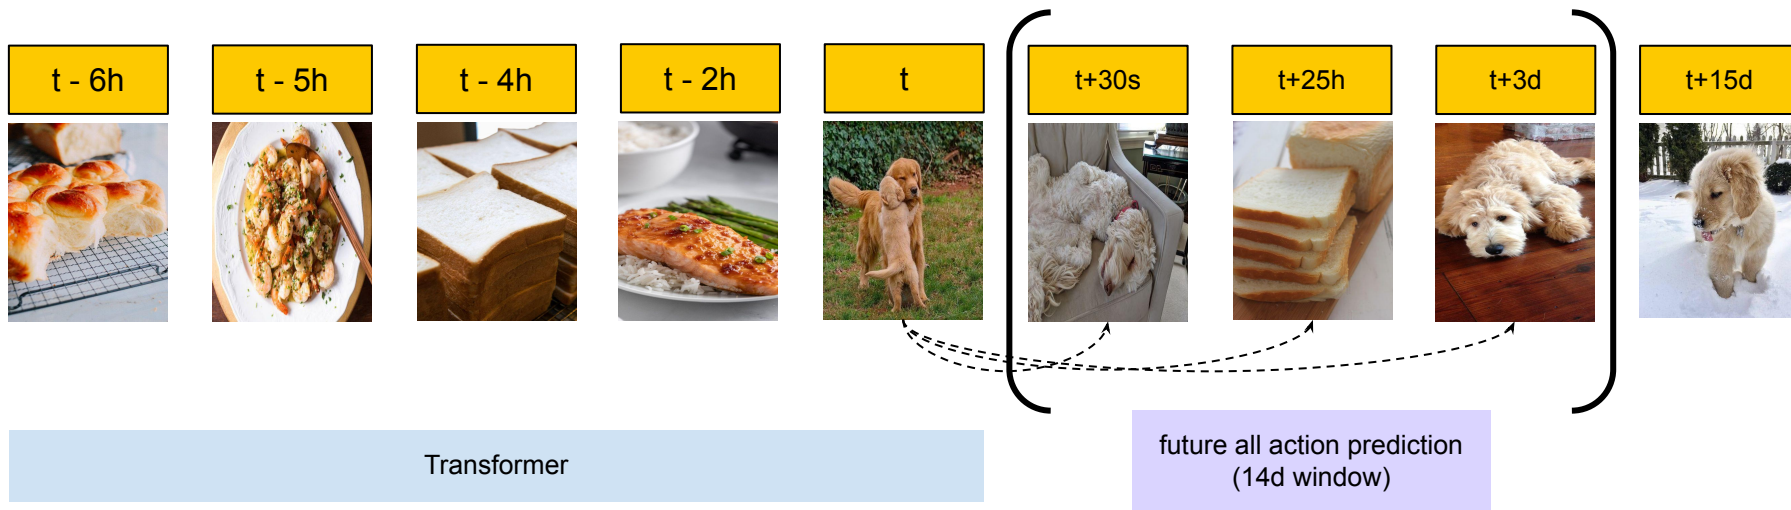 t - 6h
t - 5h
t - 4h
t - 2h
t
t+30s
t+25h
t+3d
t+15d
Transformer
future all action prediction
(14d window)